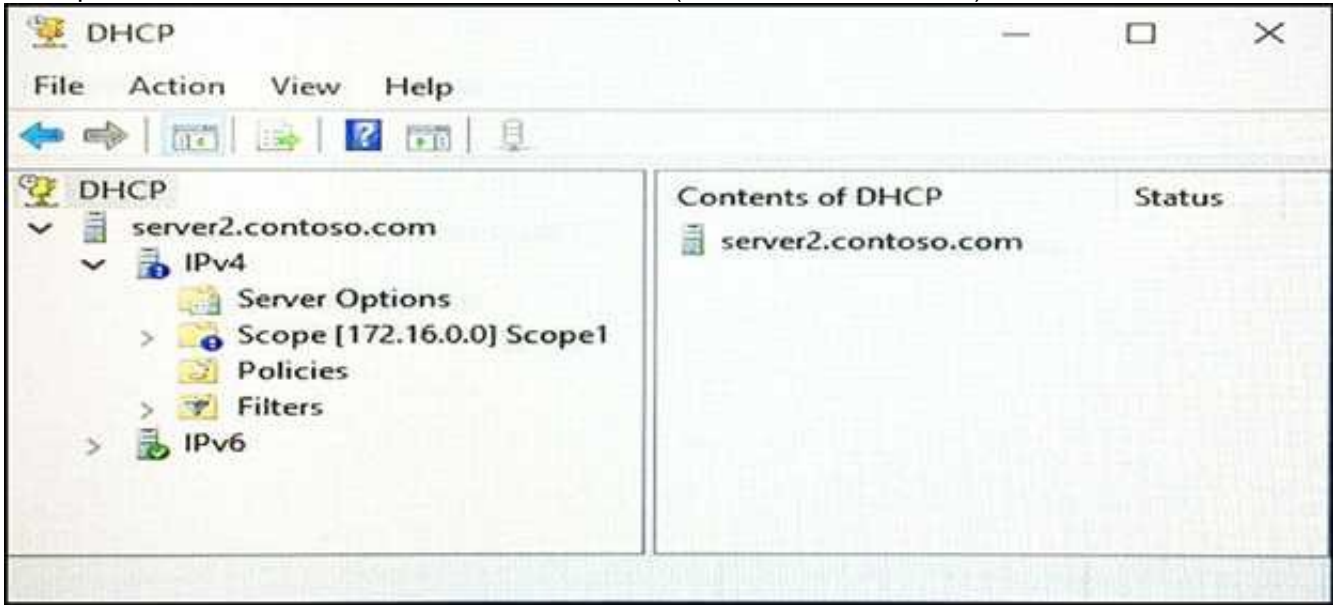 DHCP
File Action View Help
DHCP
server2.contoso.com
IPv4
Server Options
Scope [172.16.0.0] Scope1
Policies
Filters
IPv6
Contents of DHCP Status
server2.contoso.com